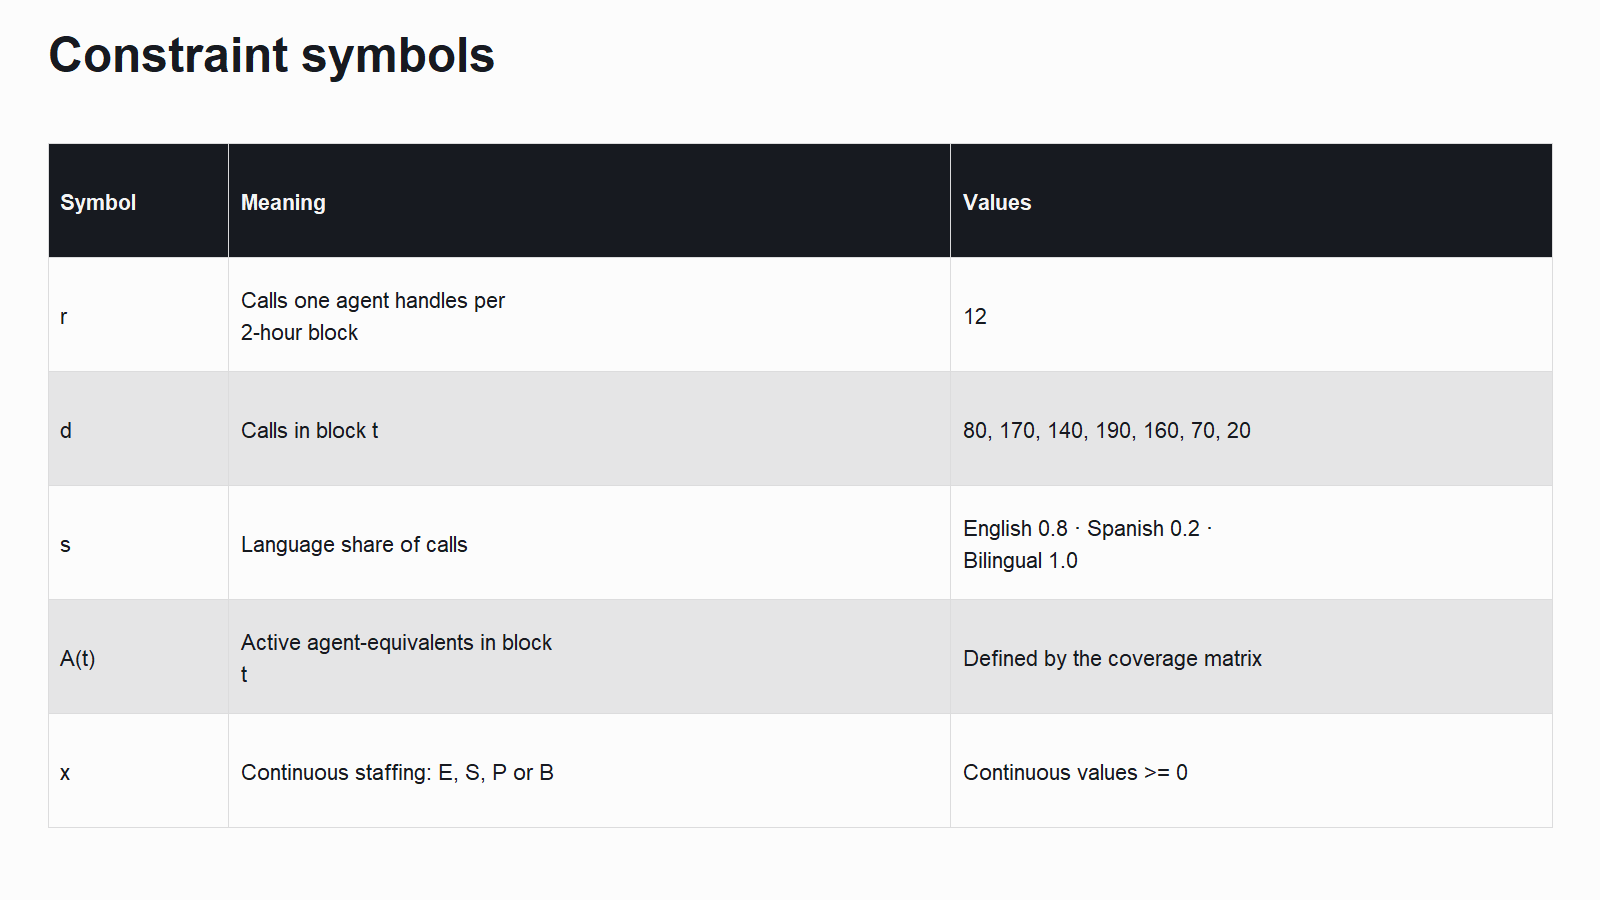 Constraint symbols
Symbol
Meaning
Values
r
Calls one agent handles per
2-hour block
12
d
Calls in block t
80, 170, 140, 190, 160, 70, 20
s
Language share of calls
English 0.8 · Spanish 0.2 ·
Bilingual 1.0
A(t)
Active agent-equivalents in block
t
Defined by the coverage matrix
x
Continuous staffing: E, S, P or B
Continuous values >= 0